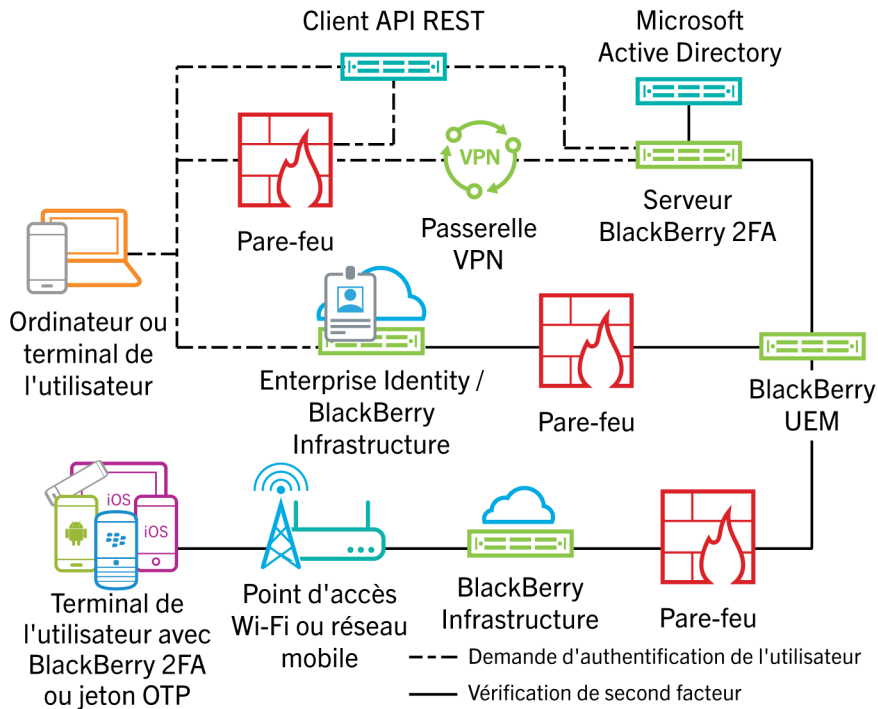 Client API REST
Microsoft
Active Directory
VPN
Pare-feu
Passerelle
VPN
Serveur
BlackBerry 2FA
Ordinateur ou
terminal de
l'utilisateur
Enterprise Identity /
BlackBerry
Infrastructure
Pare-feu
BlackBerry
UEM
iOS
iOS
Terminal de
l'utilisateur avec
BlackBerry 2FA
ou jeton OTP
Point d'accès
Wi-Fi ou réseau
mobile
BlackBerry
Infrastructure
Pare-feu
Demande d'authentification de l'utilisateur
Vérification de second facteur